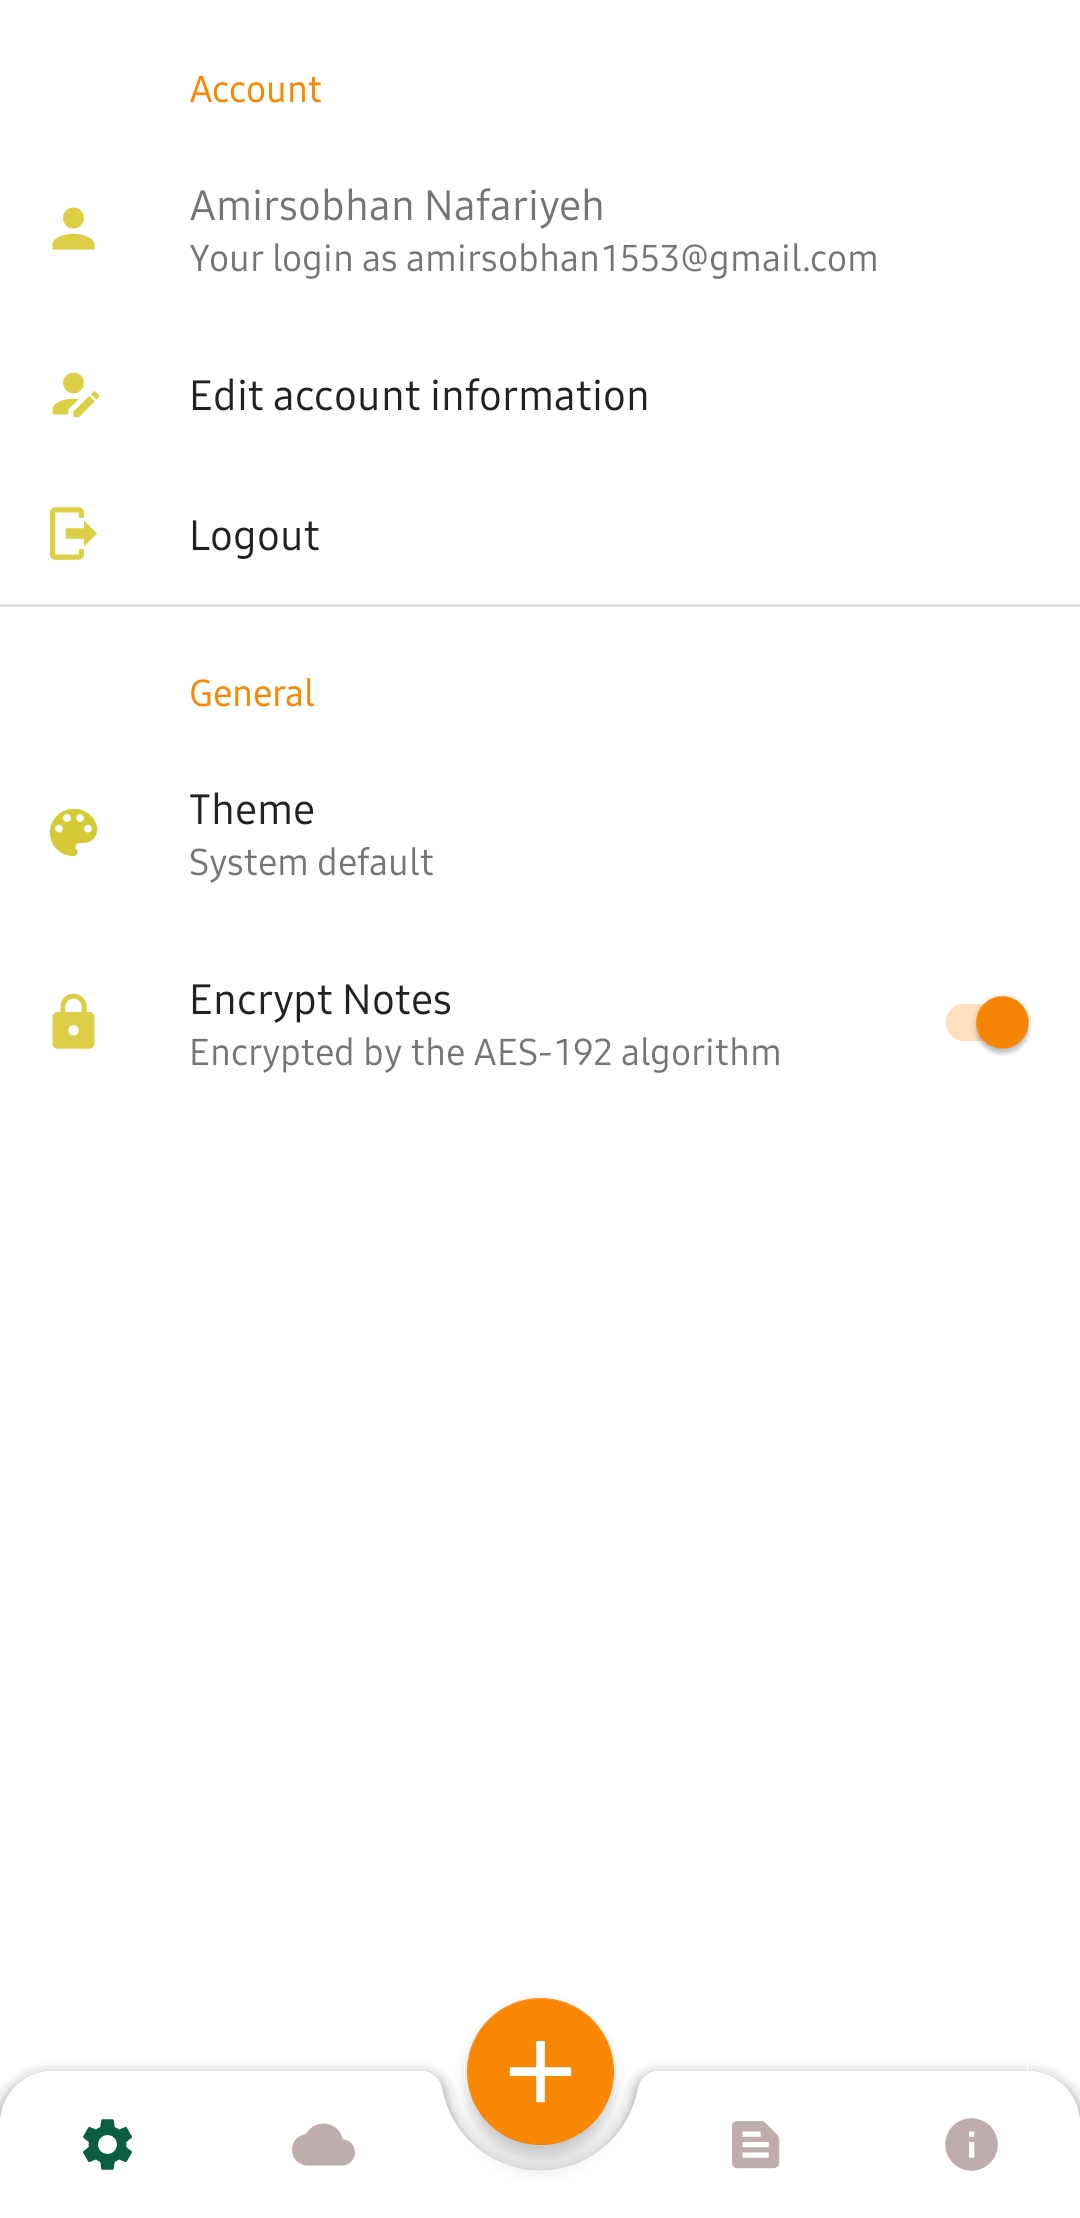 Account
Amirsobhan Nafariyeh
Your login as amirsobhan1553@gmail.com
Edit account information
Logout
General
Theme
System default
Encrypt Notes
Encrypted by the AES-192 algorithm